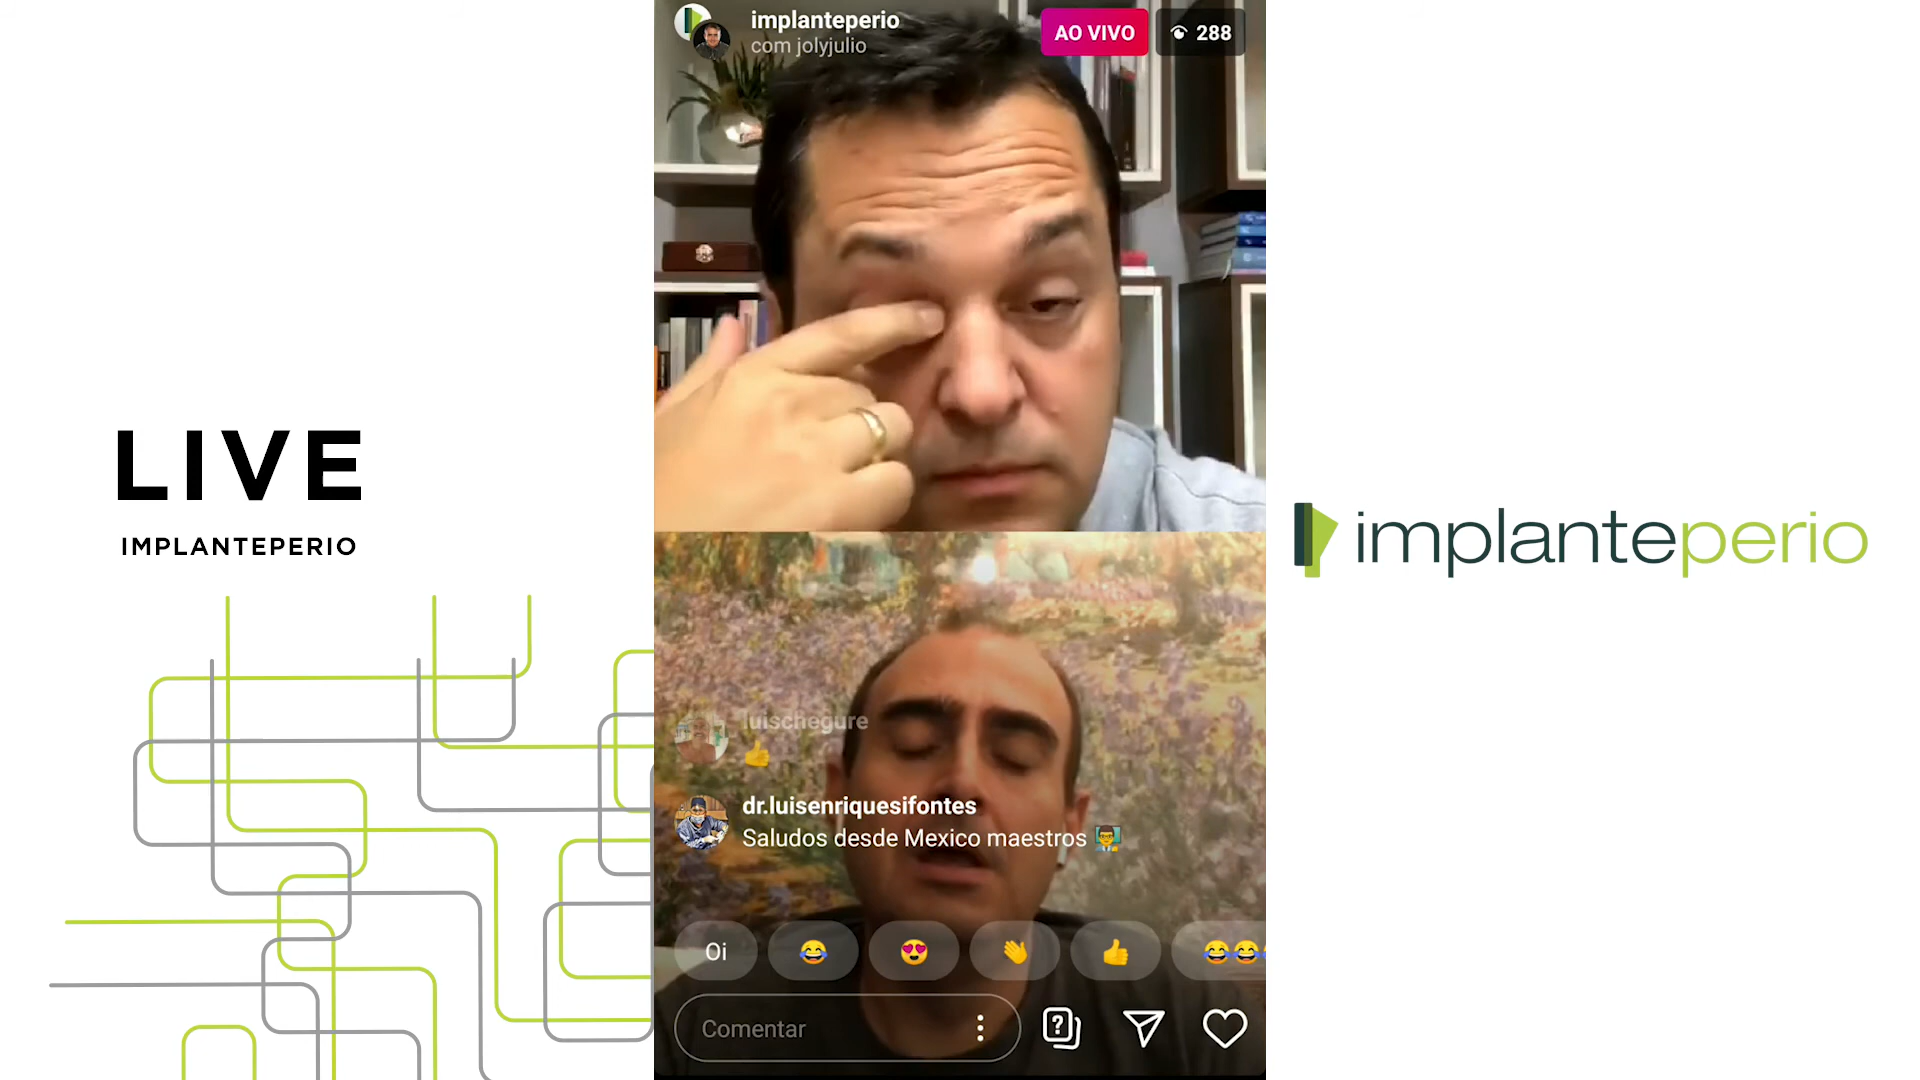 LIVE
IMPLANTEPERIO
implanteperio
com jolyjulio
AO VIVO
288
luischegure
dr.luisenriquesifontes
Saludos desde Mexico maestros
Oi
Comentar
implanteperio